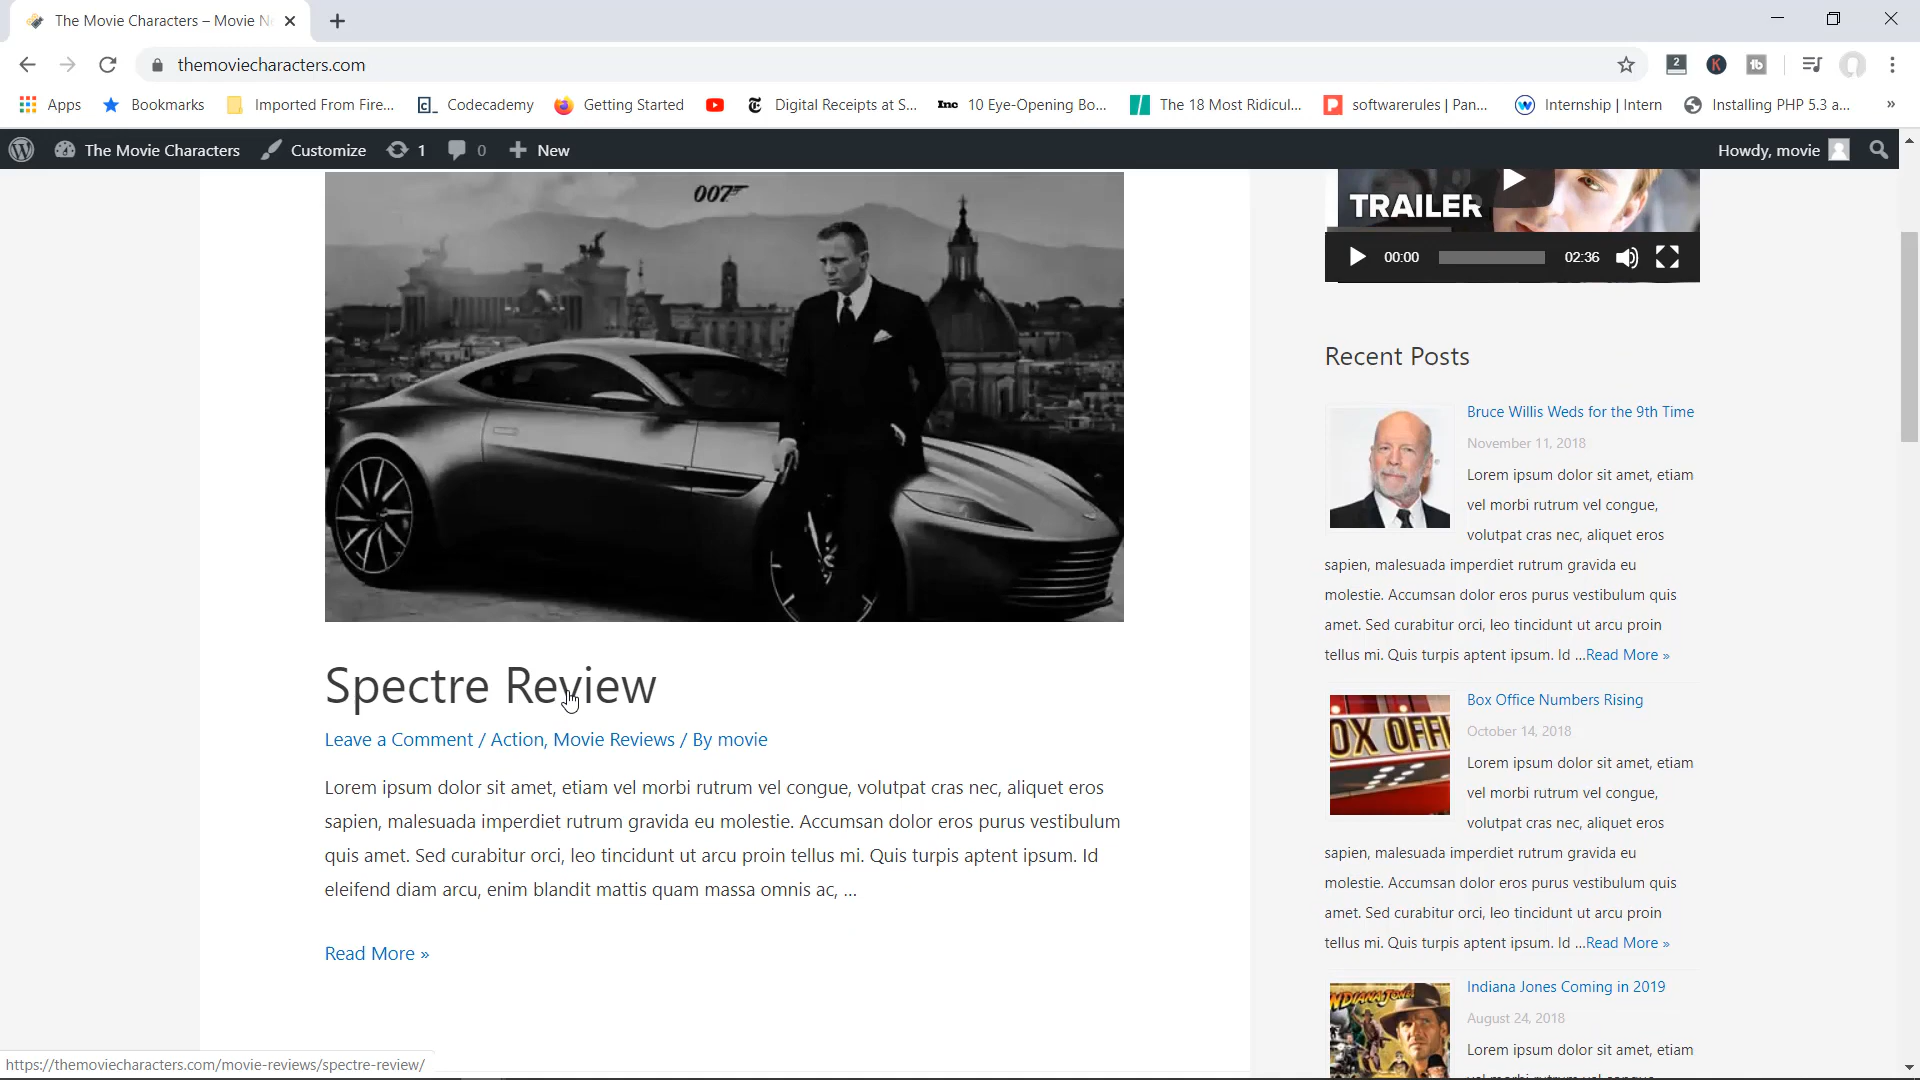 The Movie Characters – Movie N
themoviecharacters.com
2
K
tb
Apps
Bookmarks
Imported From Fire...
Codecademy
Getting Started
Digital Receipts at S...
Inc
10 Eye-Opening Bo...
The 18 Most Ridicul...
softwarerules | Pan...
Internship | Intern
Installing PHP 5.3 a...
»
The Movie Characters
Customize
1
0
New
Howdy, movie
007
Spectre Review
Leave a Comment / Action, Movie Reviews / By movie
Lorem ipsum dolor sit amet, etiam vel morbi rutrum vel congue, volutpat cras nec, aliquet eros
sapien, malesuada imperdiet rutrum gravida eu molestie. Accumsan dolor eros purus vestibulum
quis amet. Sed curabitur orci, leo tincidunt ut arcu proin tellus mi. Quis turpis aptent ipsum. Id
eleifend diam arcu, enim blandit mattis quam massa omnis ac, ...
Read More »
TRAILER
00:00
02:36
Recent Posts
Bruce Willis Weds for the 9th Time
November 11, 2018
Lorem ipsum dolor sit amet, etiam
vel morbi rutrum vel congue,
volutpat cras nec, aliquet eros
sapien, malesuada imperdiet rutrum gravida eu
molestie. Accumsan dolor eros purus vestibulum quis
amet. Sed curabitur orci, leo tincidunt ut arcu proin
tellus mi. Quis turpis aptent ipsum. Id ...Read More »
OX OFFI
Box Office Numbers Rising
October 14, 2018
Lorem ipsum dolor sit amet, etiam
vel morbi rutrum vel congue,
volutpat cras nec, aliquet eros
sapien, malesuada imperdiet rutrum gravida eu
molestie. Accumsan dolor eros purus vestibulum quis
amet. Sed curabitur orci, leo tincidunt ut arcu proin
tellus mi. Quis turpis aptent ipsum. Id ...Read More »
INDIANA JONES
Indiana Jones Coming in 2019
August 24, 2018
Lorem ipsum dolor sit amet, etiam
https://themoviecharacters.com/movie-reviews/spectre-review/